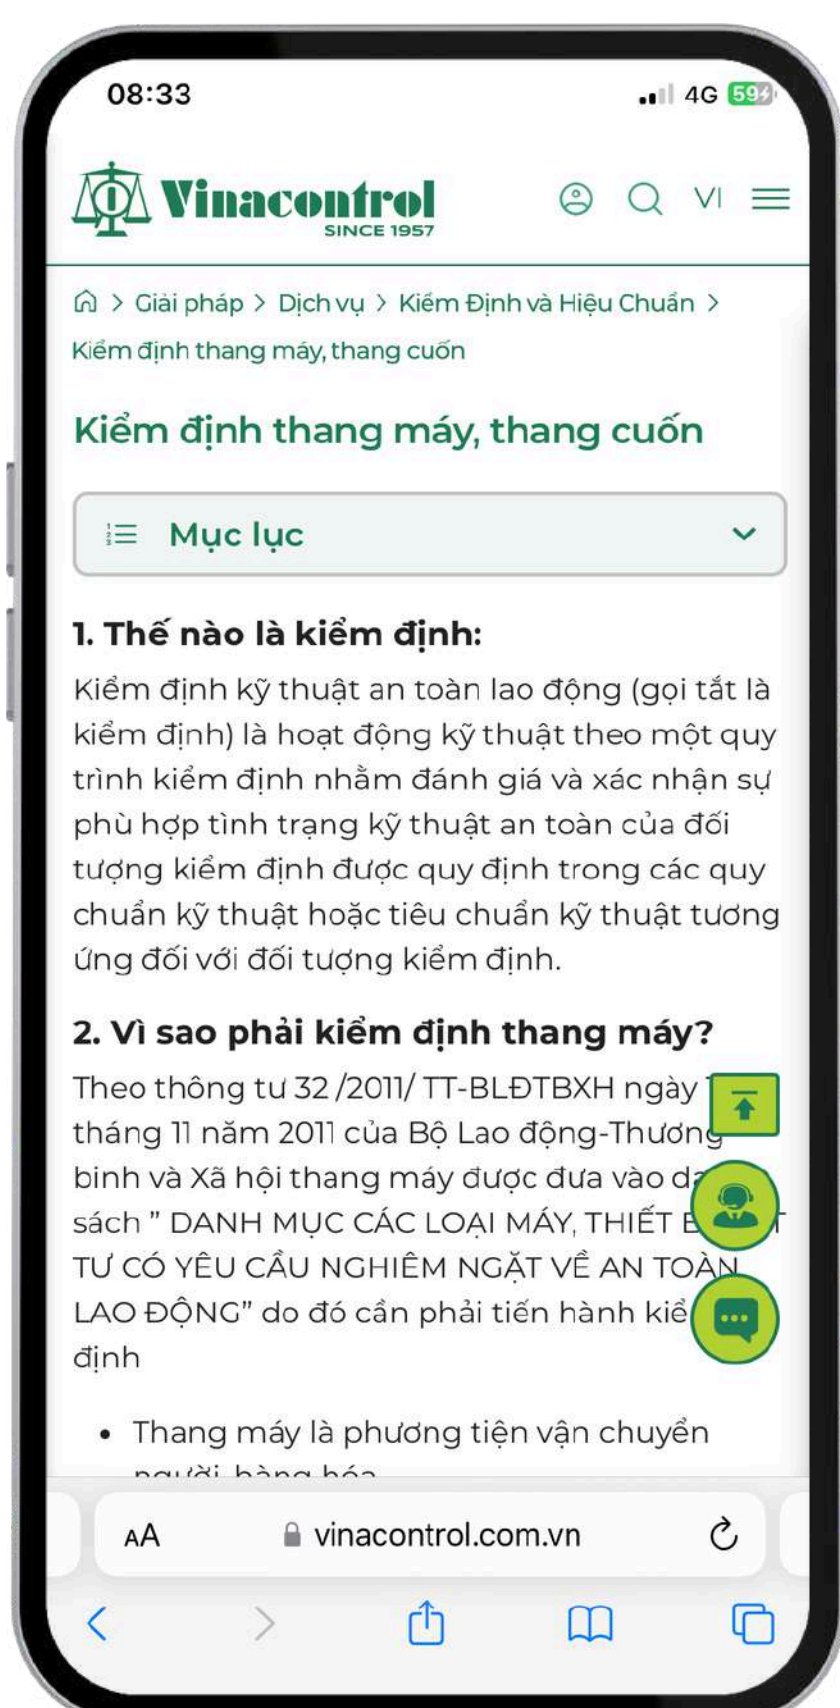 08:33
4G 59
Vinacontrol
SINCE 1957
VI
> Giải pháp > Dịch vụ > Kiểm Định và Hiệu Chuẩn >
Kiểm định thang máy, thang cuốn
Kiểm định thang máy, thang cuốn
Mục lục
1. Thế nào là kiểm định:
Kiểm định kỹ thuật an toàn lao động (gọi tắt là
kiểm định) là hoạt động kỹ thuật theo một quy
trình kiểm định nhằm đánh giá và xác nhận sự
phù hợp tình trạng kỹ thuật an toàn của đối
tượng kiểm định được quy định trong các quy
chuẩn kỹ thuật hoặc tiêu chuẩn kỹ thuật tương
ứng đối với đối tượng kiểm định.
2. Vì sao phải kiểm định thang máy?
Theo thông tư 32 /2011/ TT-BLĐTBXH ngày
tháng 11 năm 2011 của Bộ Lao động-Thương
binh và Xã hội thang máy được đưa vào
sách ” DANH MỤC CÁC LOẠI MÁY, THIẾT
TƯ CÓ YÊU CẦU NGHIÊM NGẶT VỀ AN TOÀN
LAO ĐỘNG” do đó cần phải tiến hành
định
• Thang máy là phương tiện vận chuyển
người, hàng hóa
AA vinacontrol.com.vn